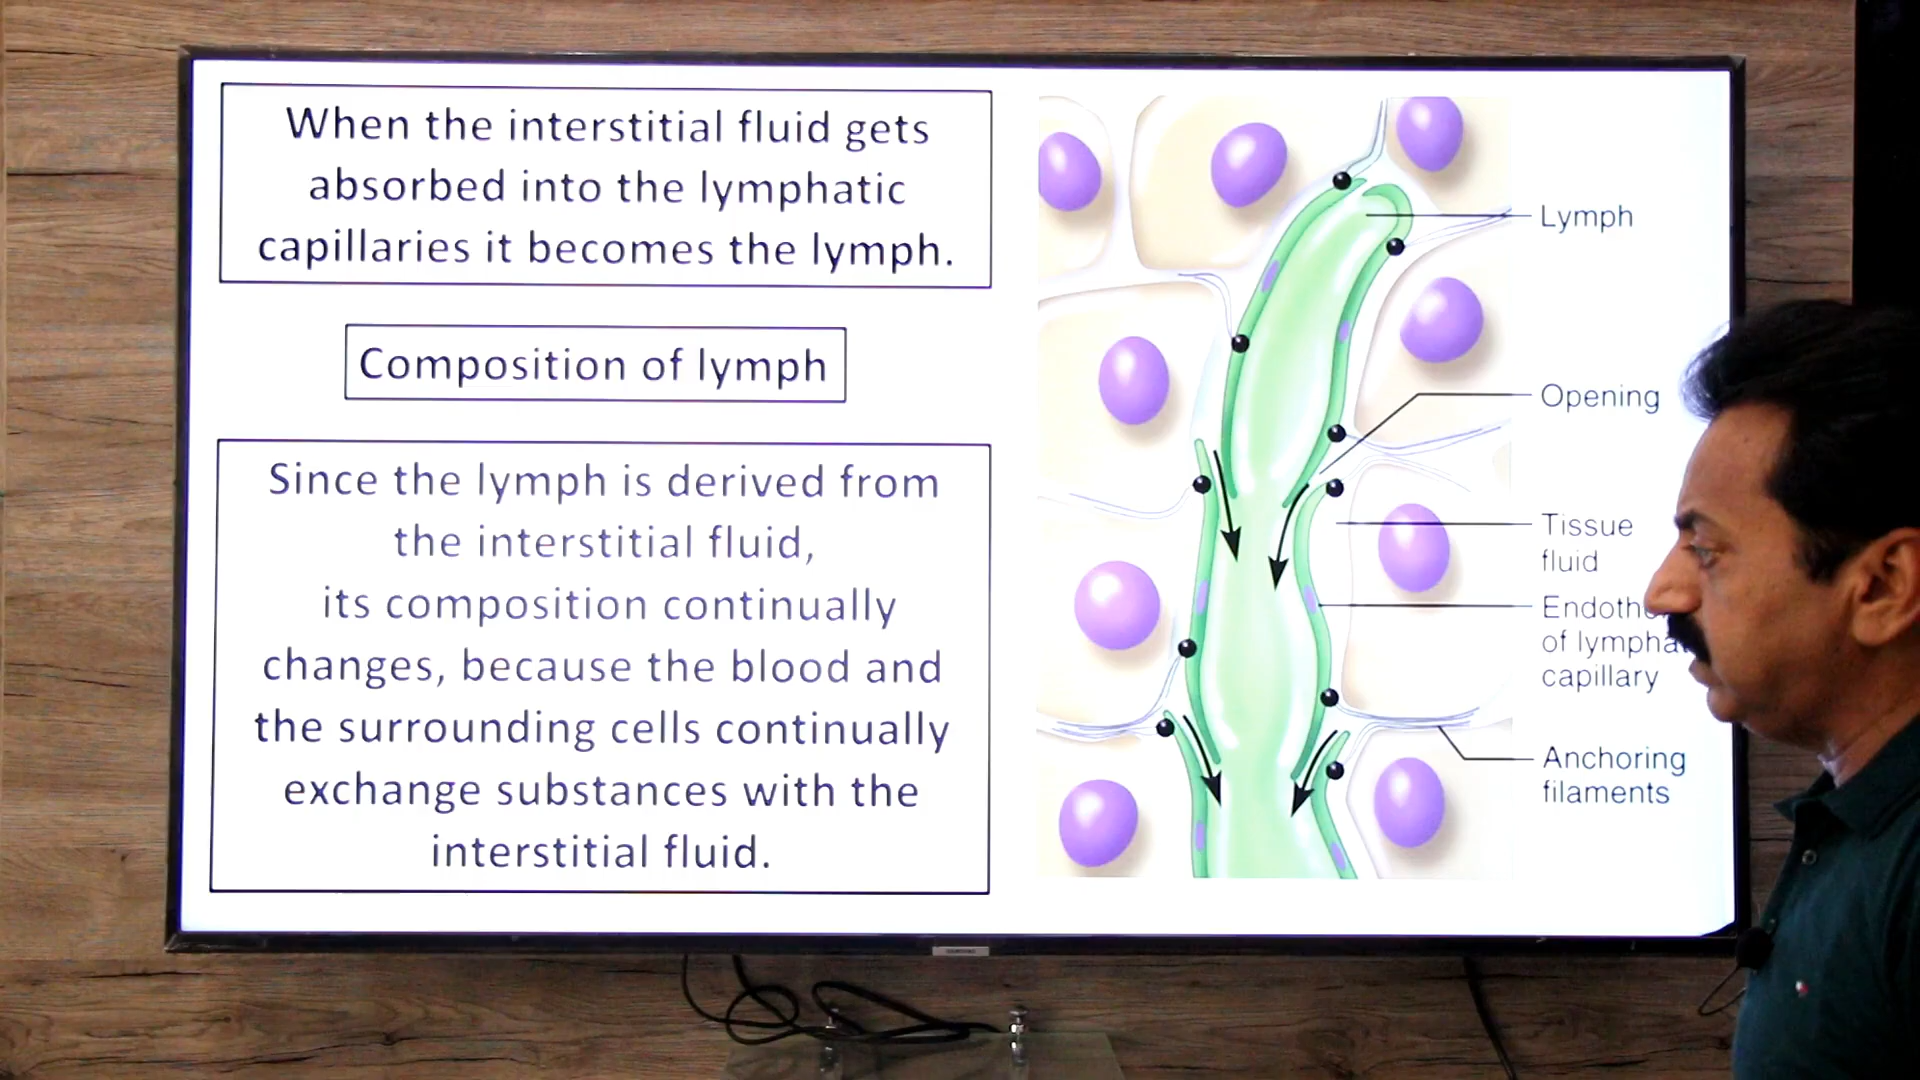 When the interstitial fluid gets
absorbed into the lymphatic
capillaries it becomes the lymph.
Composition of lymph
Since the lymph is derived from
the interstitial fluid,
its composition continually
changes, because the blood and
the surrounding cells continually
exchange substances with the
interstitial fluid.
Lymph
Opening
Tissue
fluid
of
capillary
Anchoring
filaments